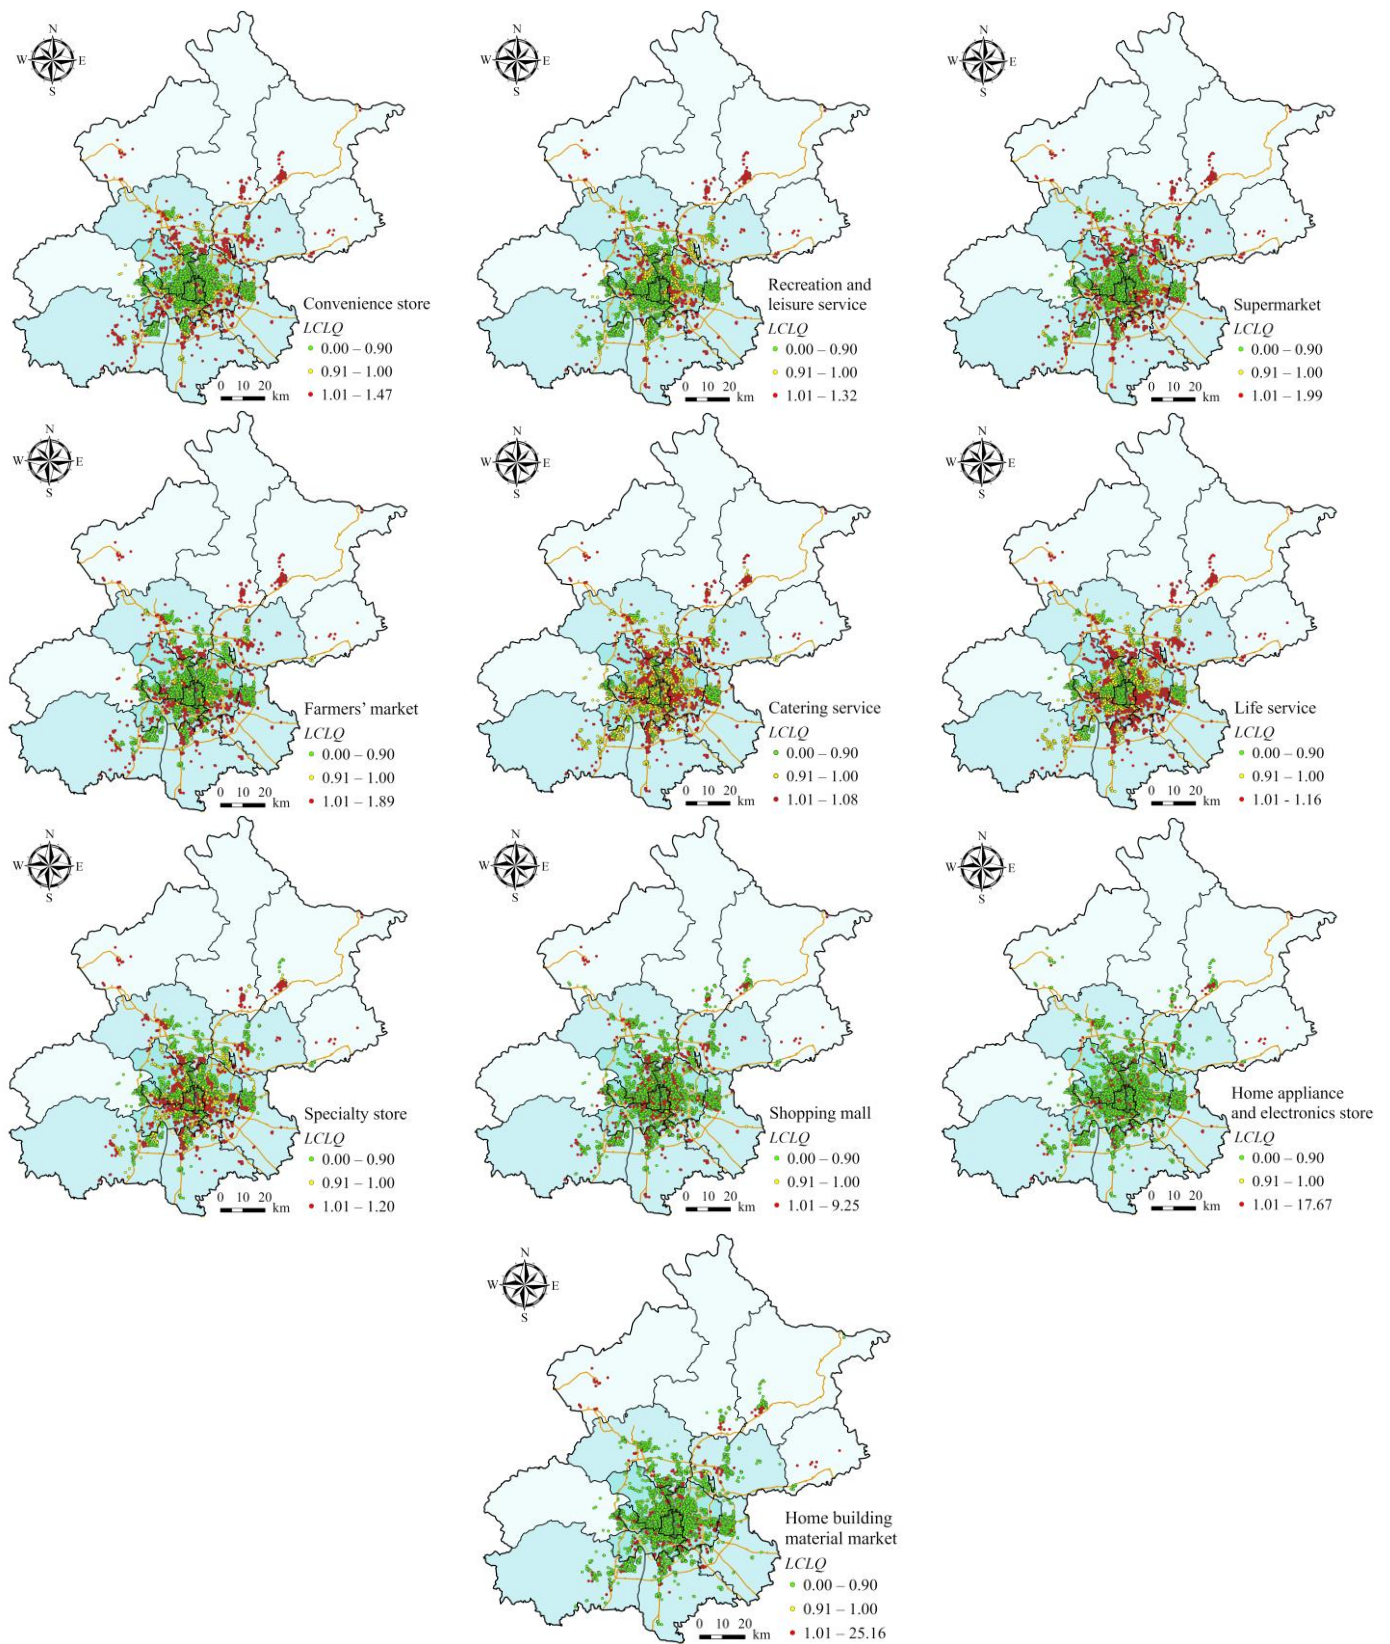 N
W E
S
Convenience store
LCLQ
0.00 – 0.90
0.91 – 1.00
1.01 – 1.47
0 10 20
km
N
W E
S
Recreation and
leisure service
LCLQ
0.00 – 0.90
0.91 – 1.00
1.01 – 1.32
0 10 20
km
N
W E
S
Supermarket
LCLQ
0.00 – 0.90
0.91 – 1.00
1.01 – 1.99
0 10 20
km
N
W E
S
Farmers’ market
LCLQ
0.00 – 0.90
0.91 – 1.00
1.01 – 1.89
0 10 20
km
N
W E
S
Catering service
LCLQ
0.00 – 0.90
0.91 – 1.00
1.01 – 1.08
0 10 20
km
N
W E
S
Life service
LCLQ
0.00 – 0.90
0.91 – 1.00
1.01 - 1.16
0 10 20
km
N
W E
S
Specialty store
LCLQ
0.00 – 0.90
0.91 – 1.00
1.01 – 1.20
0 10 20
km
N
W E
S
Shopping mall
LCLQ
0.00 – 0.90
0.91 – 1.00
1.01 – 9.25
0 10 20
km
N
W E
S
Home appliance
and electronics store
LCLQ
0.00 – 0.90
0.91 – 1.00
1.01 – 17.67
0 10 20
km
N
W E
S
Home building
material market
LCLQ
0.00 – 0.90
0.91 – 1.00
1.01 – 25.16
0 10 20
km